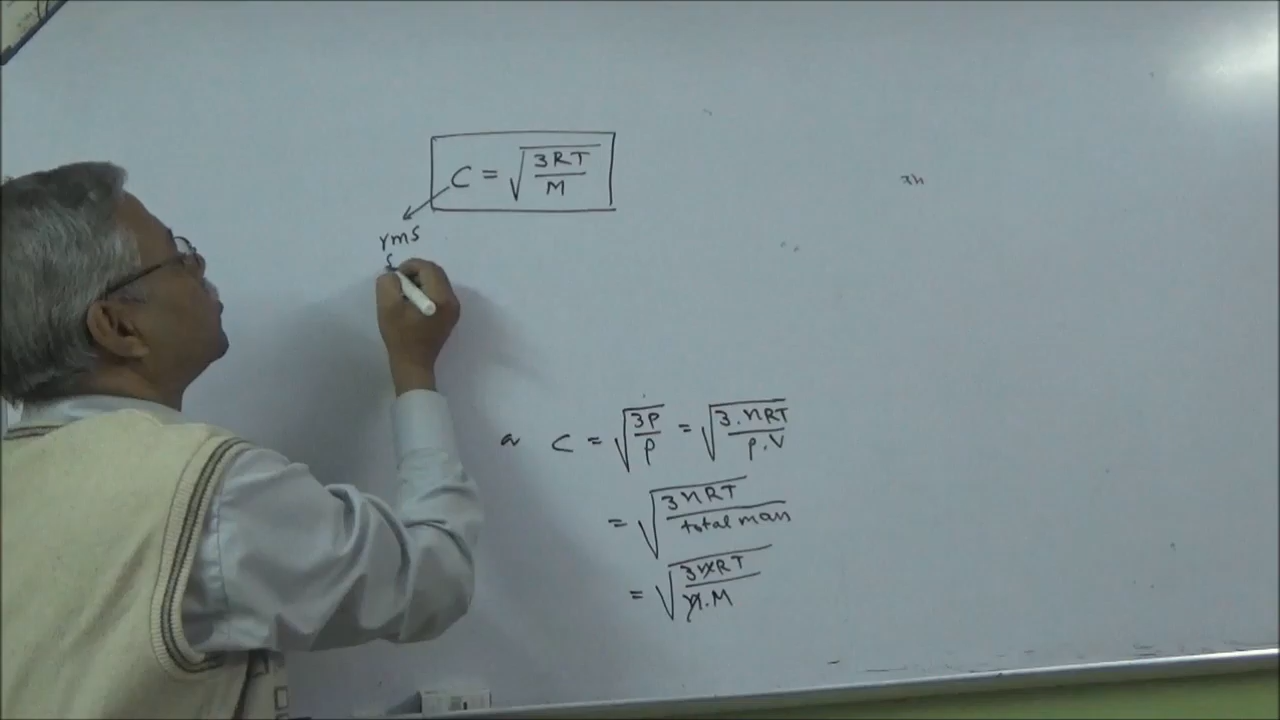 C = √(3RT/M)
rms
s
a C = √(3P/ρ) = √(3.nRT/ρ.V)
= √(3nRT/total mass)
= √(3nRT/n.M)